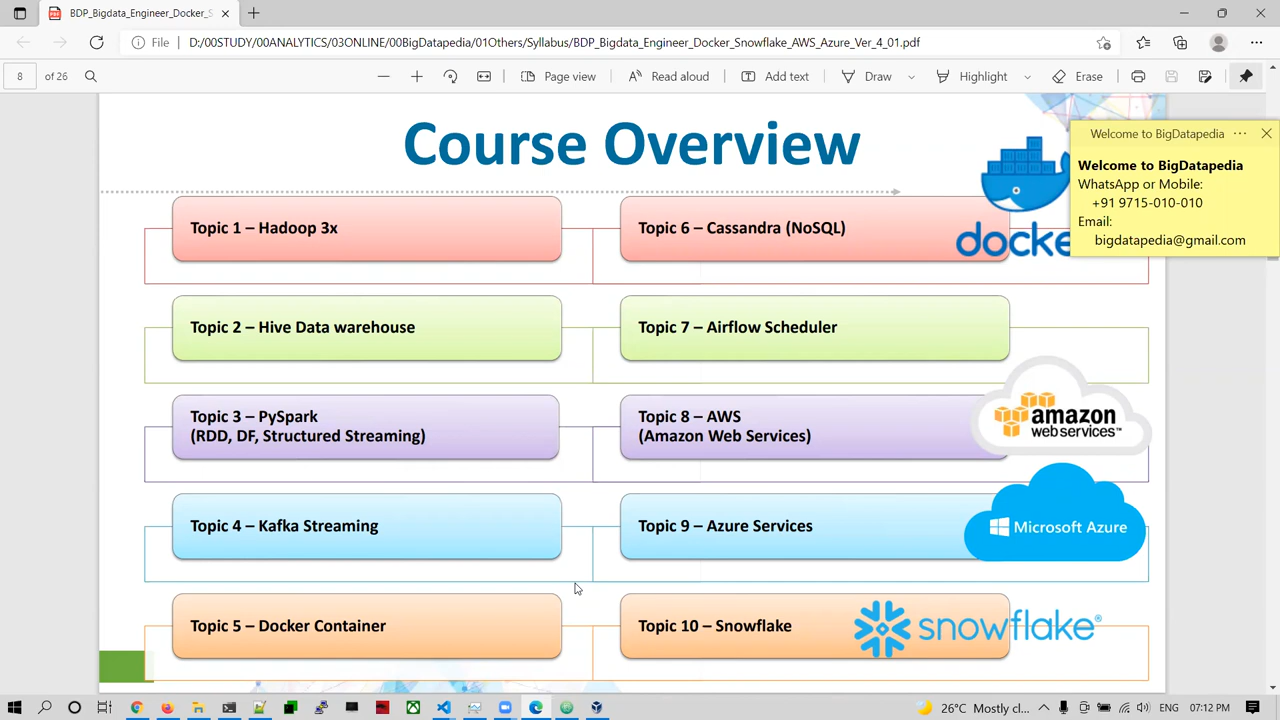 BDP_Bigdata_Engineer_Docker_S
File
D:/00STUDY/00ANALYTICS/03ONLINE/00BigDatapedia/01Others/Syllabus/BDP_Bigdata_Engineer_Docker_Snowflake_AWS_Azure_Ver_4_01.pdf
8 of 26
Page view
Read aloud
Add text
Draw
Highlight
Erase
Course Overview
Welcome to BigDatapedia
Welcome to BigDatapedia
WhatsApp or Mobile:
+91 9715-010-010
Email:
bigdatapedia@gmail.com
docke
Topic 1 – Hadoop 3x
Topic 2 – Hive Data warehouse
Topic 3 – PySpark
(RDD, DF, Structured Streaming)
Topic 4 – Kafka Streaming
Topic 5 – Docker Container
Topic 6 – Cassandra (NoSQL)
Topic 7 – Airflow Scheduler
Topic 8 – AWS
(Amazon Web Services)
amazon
web services™
Topic 9 – Azure Services
Microsoft Azure
Topic 10 – Snowflake
snowflake®
26°C Mostly cl...
ENG
07:12 PM